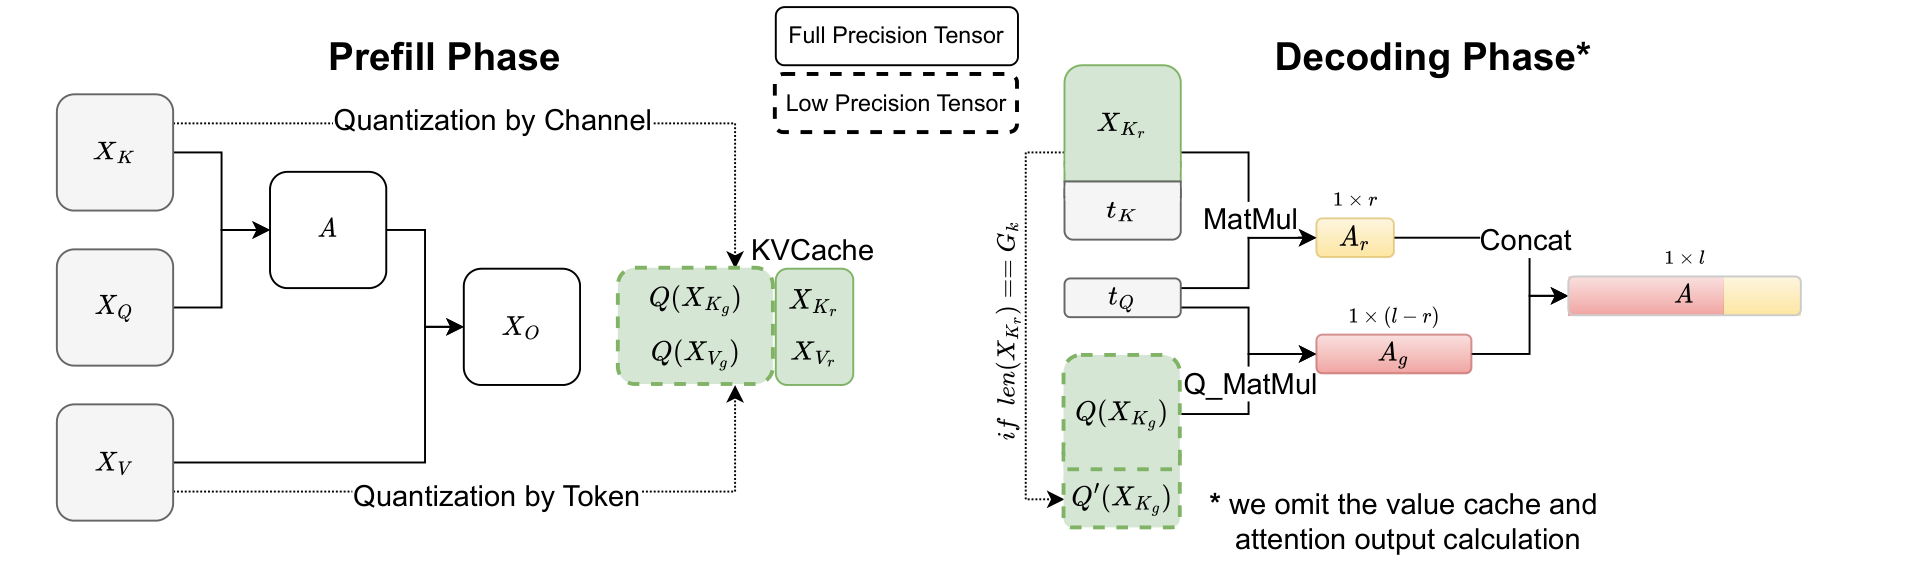 Prefill Phase
Full Precision Tensor
Low Precision Tensor
Decoding Phase*
X_K
Quantization by Channel
A
X_Q
X_O
X_V
Quantization by Token
KVCache
Q(X_{K_g})
X_{K_r}
Q(X_{V_g})
X_{V_r}
X_{K_r}
t_K
t_Q
if len(X_{K_r}) == G_k
Q(X_{K_g})
Q′(X_{K_g})
MatMul
Q_MatMul
1 × r
A_r
1 × (l − r)
A_g
Concat
1 × l
A
* we omit the value cache and
attention output calculation